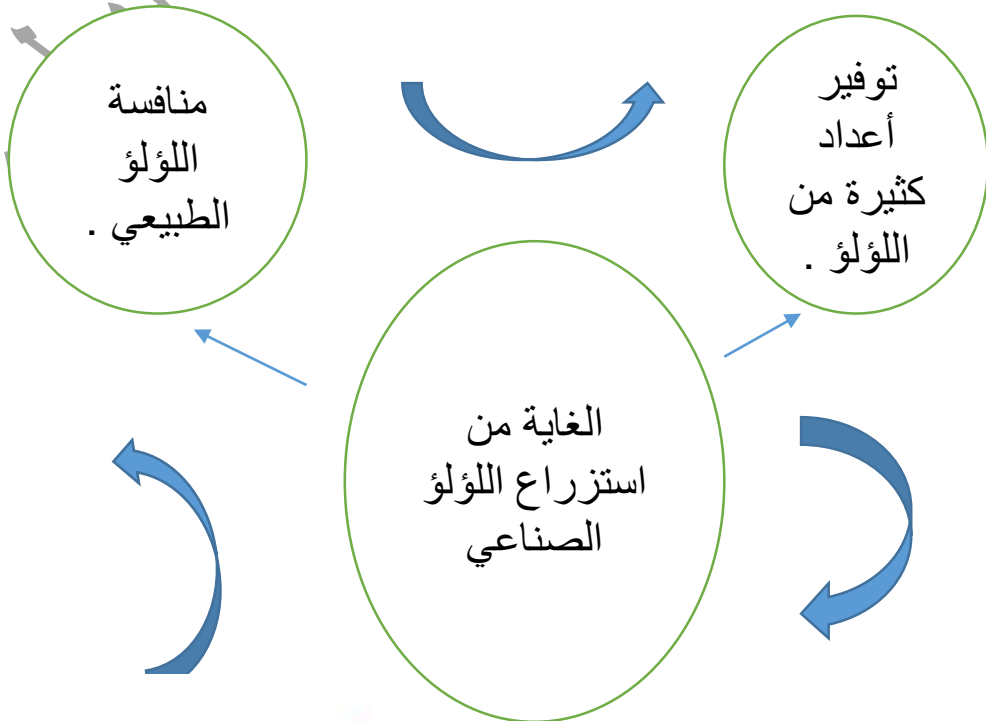 توفير
أعداد
كثيرة من
اللؤلؤ .
منافسة
اللؤلؤ
الطبيعي .
الغاية من
استزراع اللؤلؤ
الصناعي